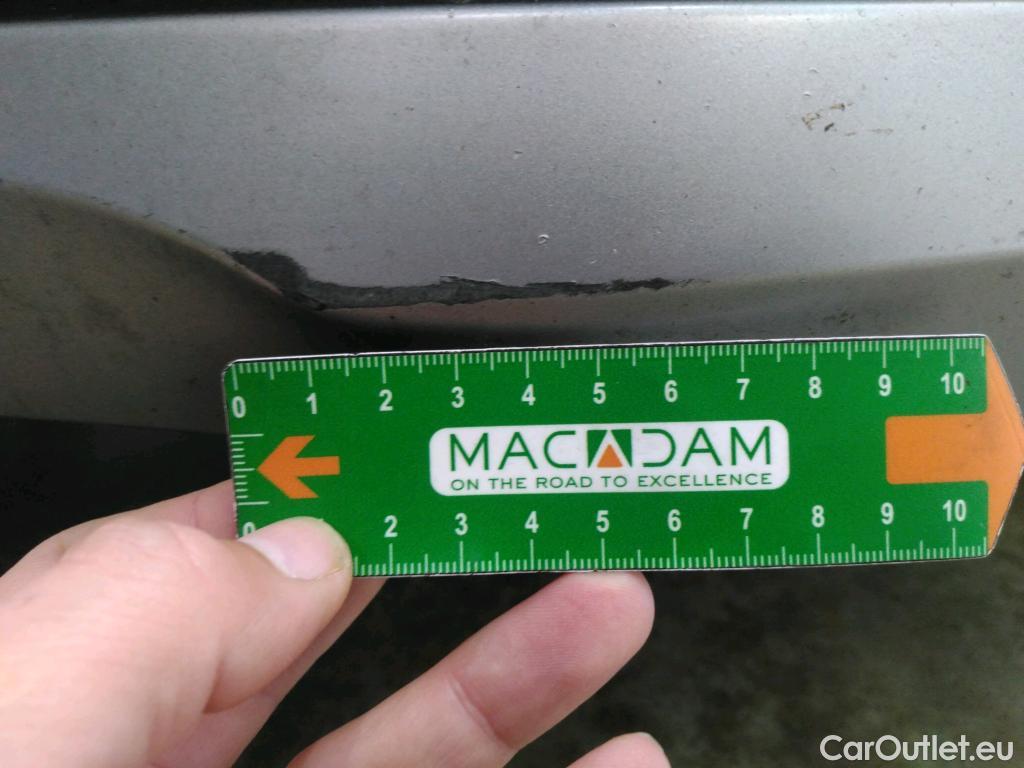 0 1 2 3 4 5 6 7 8 9 10
MACADAM
ON THE ROAD TO EXCELLENCE
0 2 3 4 5 6 7 8 9 10
CarOutlet.eu